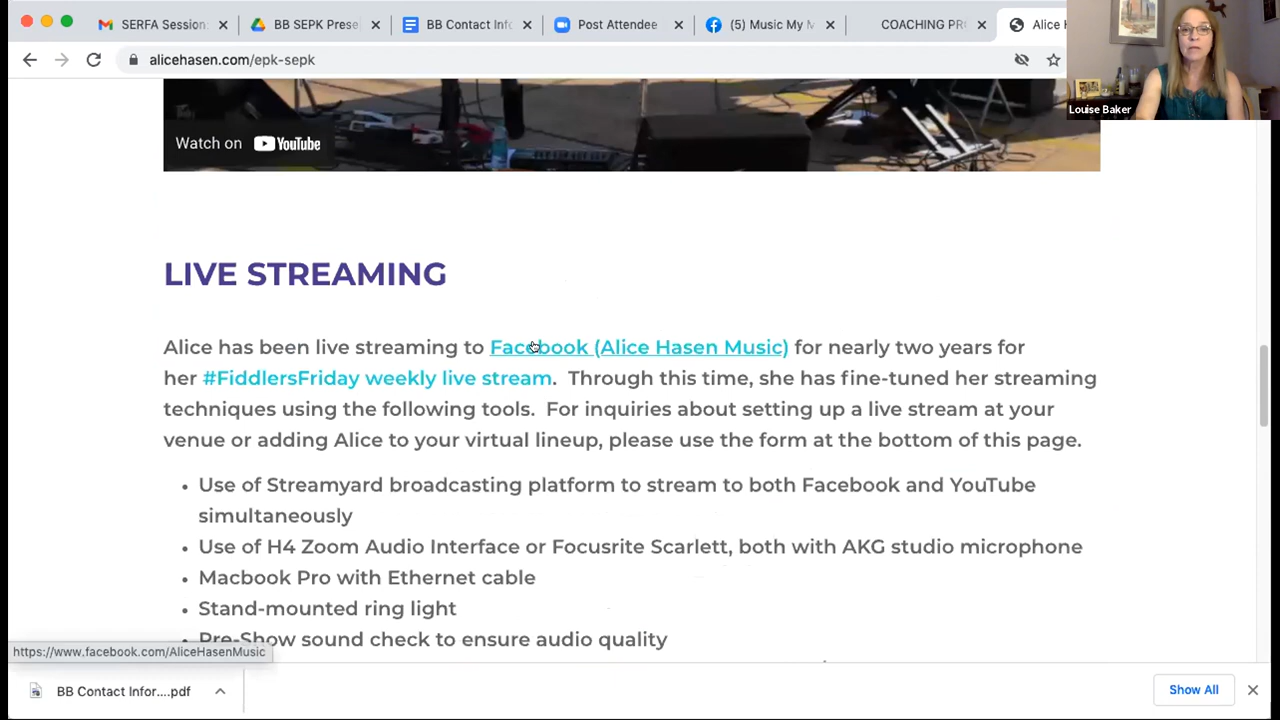 SERFA Session
BB SEPK Prese
BB Contact Info
Post Attendee
(5) Music My M
COACHING PR
Alice H
alicehasen.com/epk-sepk
Louise Baker
Watch on YouTube
LIVE STREAMING
Alice has been live streaming to Facebook (Alice Hasen Music) for nearly two years for
her #FiddlersFriday weekly live stream. Through this time, she has fine-tuned her streaming
techniques using the following tools. For inquiries about setting up a live stream at your
venue or adding Alice to your virtual lineup, please use the form at the bottom of this page.
• Use of Streamyard broadcasting platform to stream to both Facebook and YouTube
simultaneously
• Use of H4 Zoom Audio Interface or Focusrite Scarlett, both with AKG studio microphone
• Macbook Pro with Ethernet cable
• Stand-mounted ring light
• Pre-Show sound check to ensure audio quality
https://www.facebook.com/AliceHasenMusic
BB Contact Infor....pdf
Show All